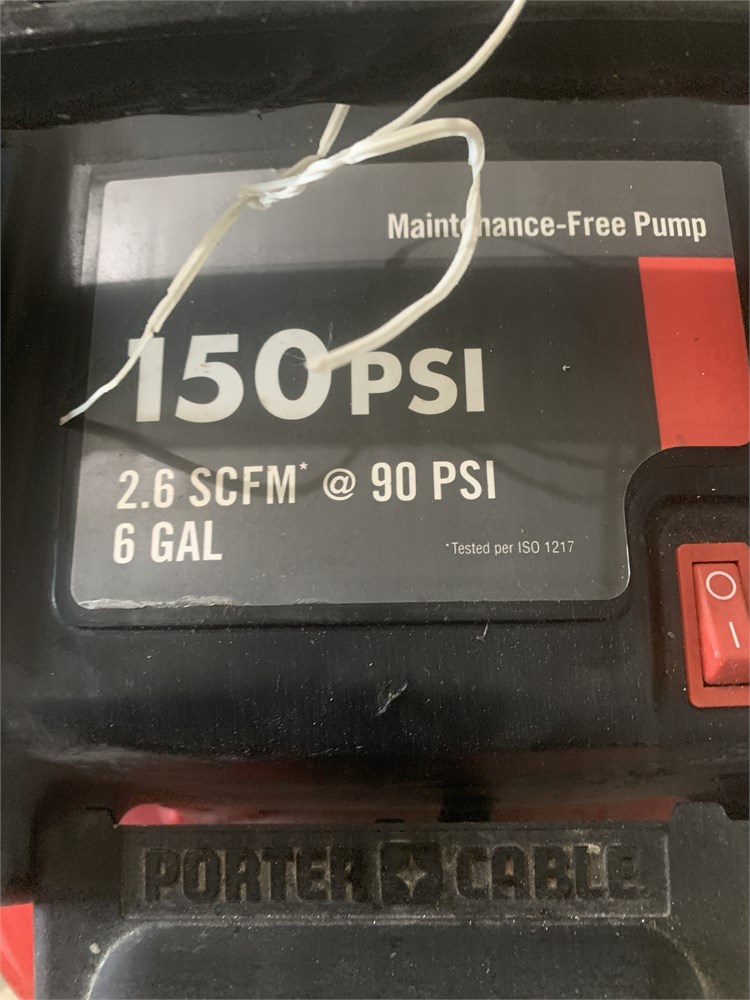 Maintenance-Free Pump
150 PSI
2.6 SCFM* @ 90 PSI
6 GAL
*Tested per ISO 1217
O
I
PORTER CABLE